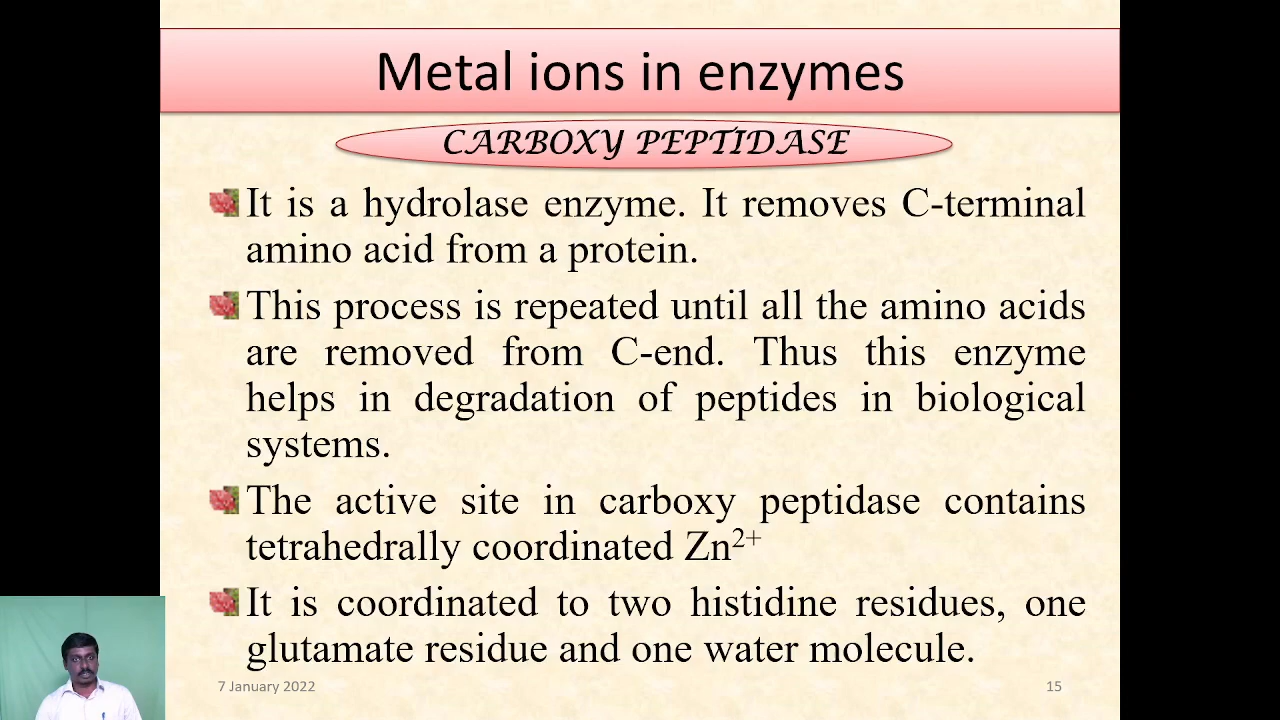 Metal ions in enzymes
CARBOXY PEPTIDASE
It is a hydrolase enzyme. It removes C-terminal
amino acid from a protein.
This process is repeated until all the amino acids
are removed from C-end. Thus this enzyme
helps in degradation of peptides in biological
systems.
The active site in carboxy peptidase contains
tetrahedrally coordinated Zn²⁺
It is coordinated to two histidine residues, one
glutamate residue and one water molecule.
7 January 2022
15